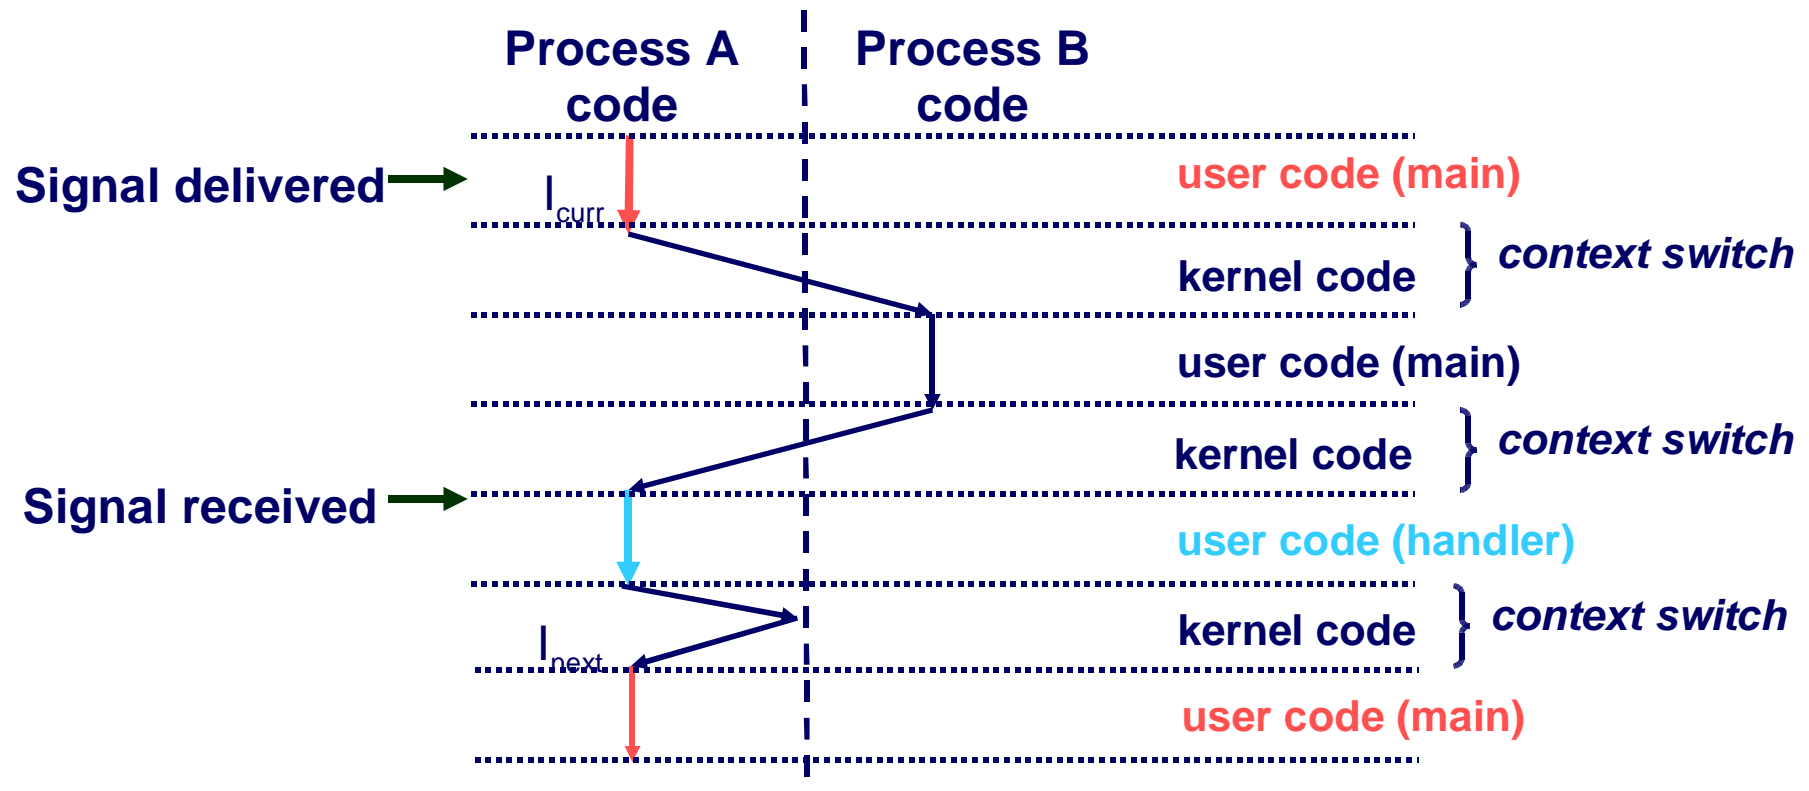 Process A
code
Process B
code
Signal delivered
user code (main)
Icurr
context switch
kernel code
user code (main)
context switch
kernel code
Signal received
user code (handler)
context switch
kernel code
Inext
user code (main)